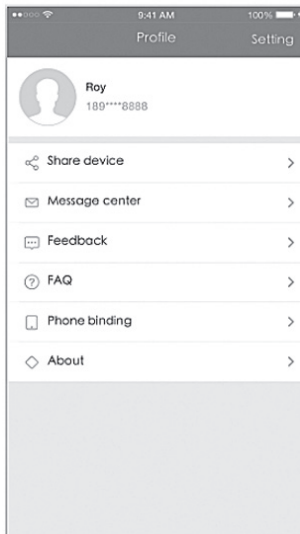 9:41 AM
100%
Profile
Setting
Roy
189****8888
Share device
Message center
Feedback
FAQ
Phone binding
About